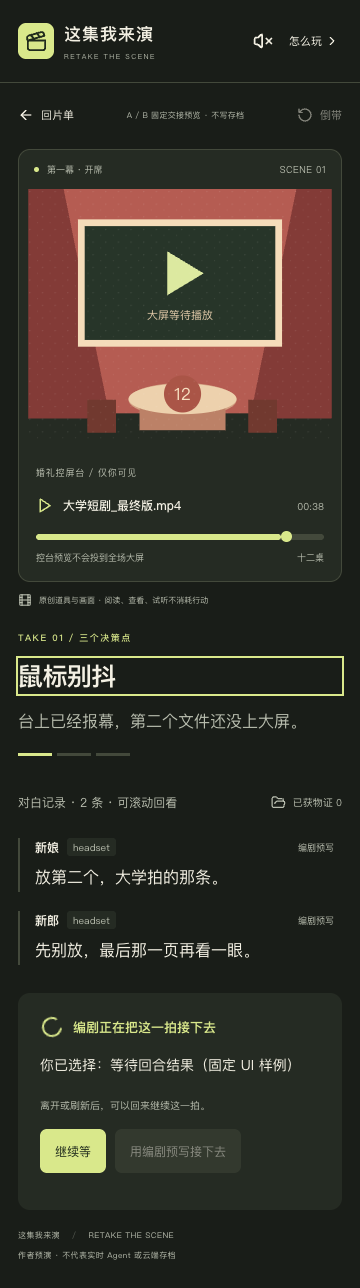 这集我来演
RETAKE THE SCENE
怎么玩
回片单
A / B 固定交接预览 · 不写存档
倒带
第一幕 · 开席
SCENE 01
大屏等待播放
12
婚礼控屏台 / 仅你可见
大学短剧_最终版.mp4
00:38
控台预览不会投到全场大屏
十二桌
原创道具与画面 · 阅读、查看、试听不消耗行动
TAKE 01 / 三个决策点
鼠标别抖
台上已经报幕，第二个文件还没上大屏。
对白记录 · 2 条 · 可滚动回看
已获物证 0
新娘 headset
编剧预写
放第二个，大学拍的那条。
新郎 headset
编剧预写
先别放，最后那一页再看一眼。
编剧正在把这一拍接下去
你已选择：等待回合结果（固定 UI 样例）
离开或刷新后，可以回来继续这一拍。
继续等
用编剧预写接下去
这集我来演 / RETAKE THE SCENE
作者预演 · 不代表实时 Agent 或云端存档